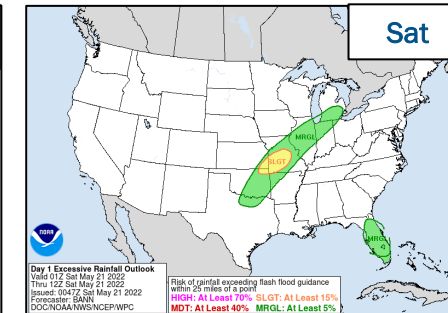 Sat
MRGL
SLGT
MRGL
NOAA
Day 1 Excessive Rainfall Outlook
Valid 01Z Sat May 21 2022
Thru 12Z Sat May 21 2022
Issued: 0047Z Sat May 21 2022
Forecaster: BANN
DOC/NOAA/NWS/NCEP/WPC
Risk of rainfall exceeding flash flood guidance
within 25 miles of a point
HIGH: At Least 70% SLGT: At Least 15%
MDT: At Least 40% MRGL: At Least 5%